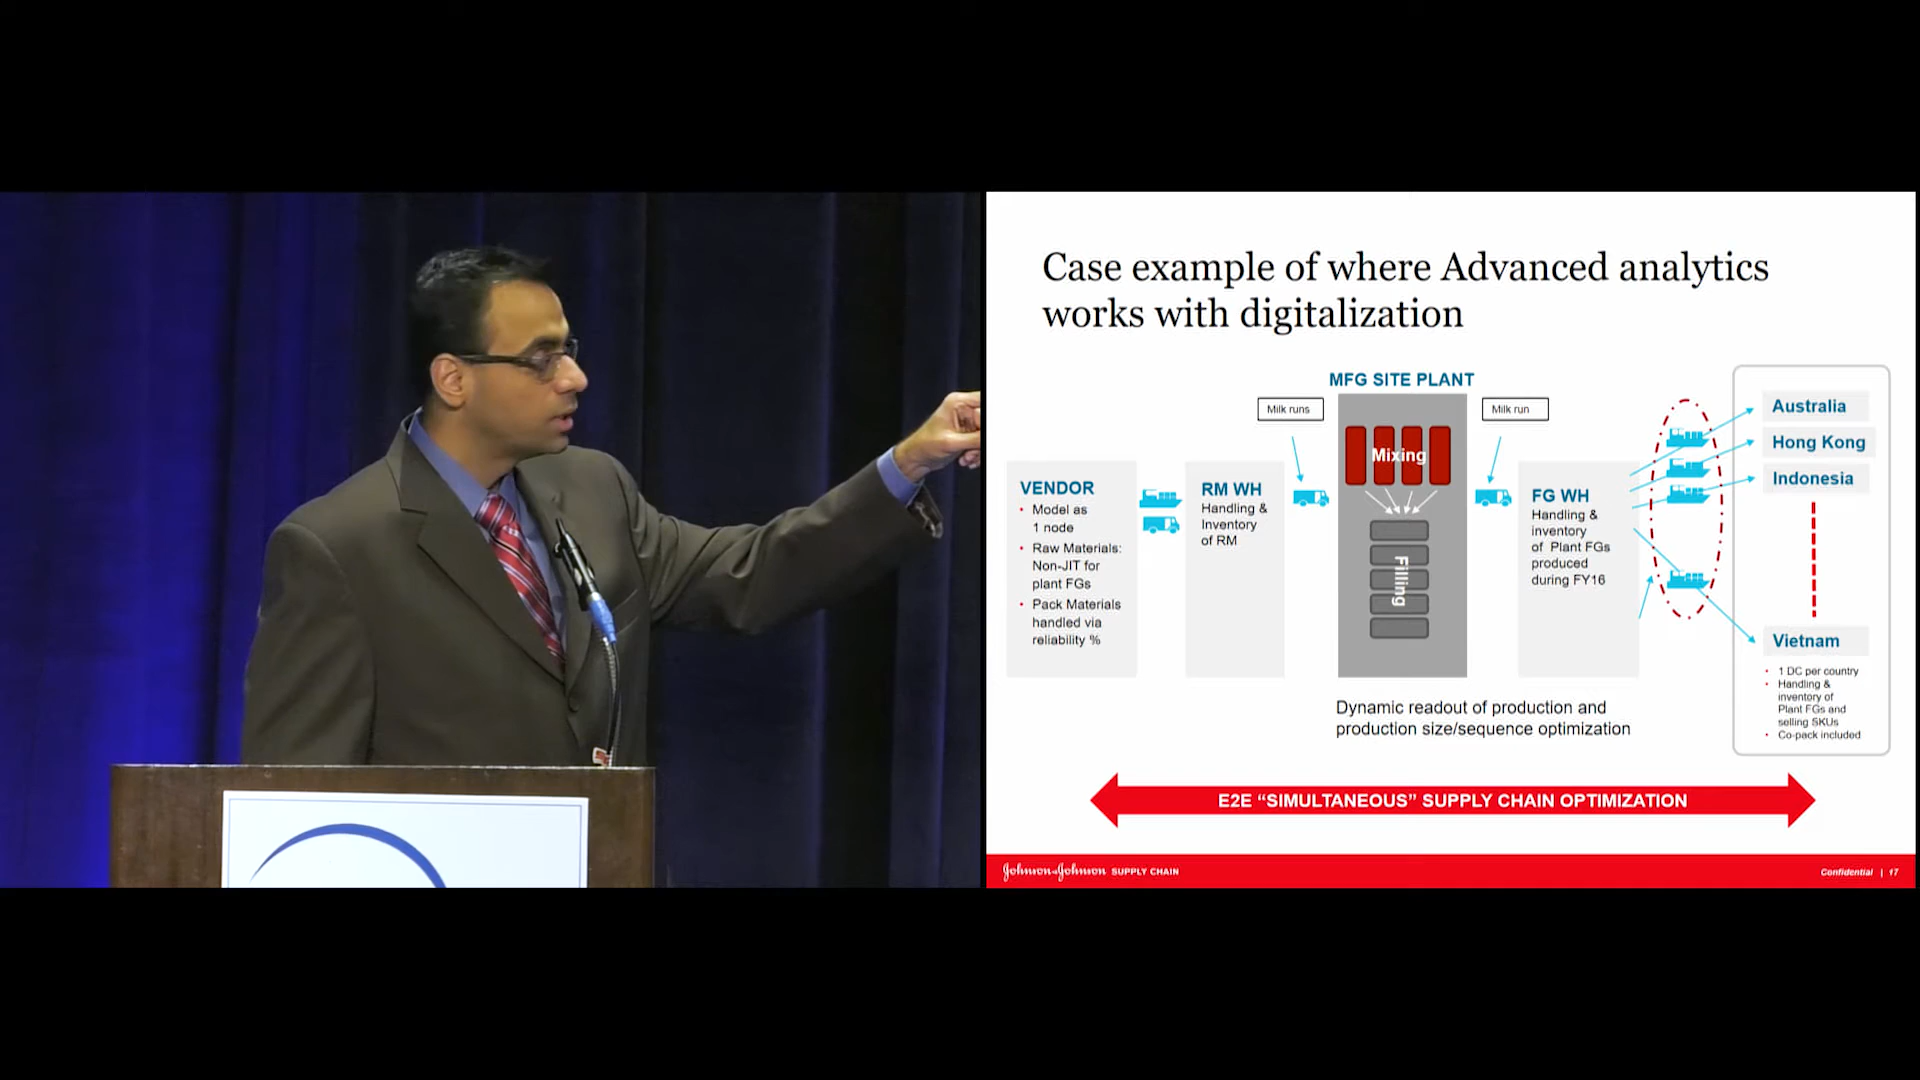 Case example of where Advanced analytics
works with digitalization
MFG SITE PLANT
Milk runs
Milk run
Mixing
Filling
VENDOR
• Model as
1 node
• Raw Materials:
Non-JIT for
plant FGs
• Pack Materials
handled via
reliability %
RM WH
Handling &
Inventory
of RM
FG WH
Handling &
inventory
of Plant FGs
produced
during FY16
Australia
Hong Kong
Indonesia
Vietnam
• 1 DC per country
• Handling &
inventory of
Plant FGs and
selling SKUs
• Co-pack included
Dynamic readout of production and
production size/sequence optimization
E2E “SIMULTANEOUS” SUPPLY CHAIN OPTIMIZATION
Johnson&Johnson SUPPLY CHAIN
Confidential | 17